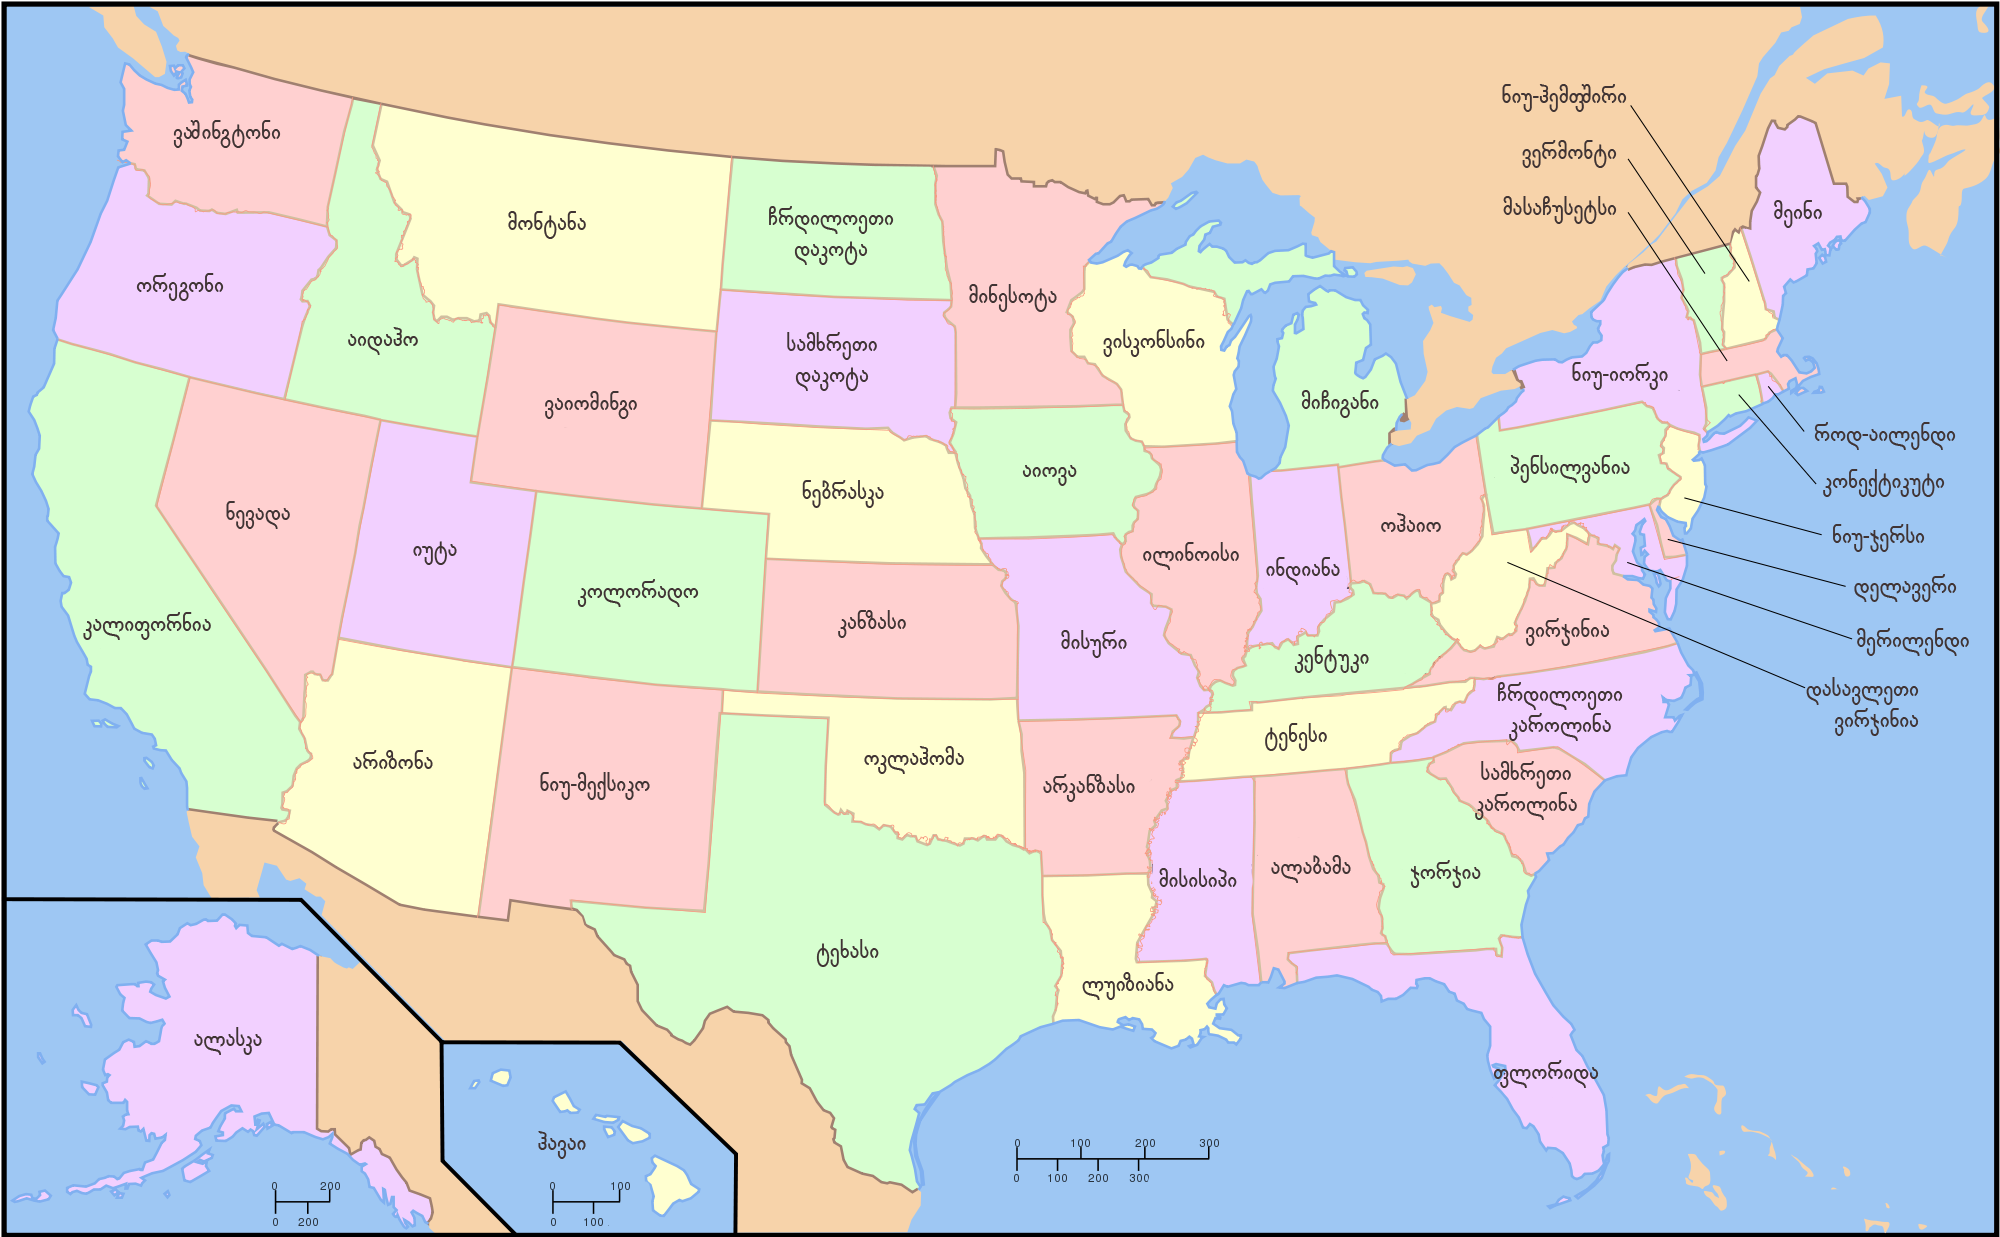 ნიუ-ჰემფშირი
ვერმონტი
მასაჩუსეტსი
მეინი
ვაშინგტონი
მონტანა
ჩრდილოეთი
დაკოტა
მინესოტა
ორეგონი
აიდაჰო
სამხრეთი
დაკოტა
ვისკონსინი
ნიუ-იორკი
ვაიომინგი
მიჩიგანი
როდ-აილენდი
კონექტიკუტი
ნიუ-ჯერსი
დელავერი
მერილენდი
დასავლეთი
ვირჯინია
აიოვა
პენსილვანია
ნებრასკა
ნევადა
იუტა
ილინოისი
ინდიანა
ოჰაიო
კოლორადო
კალიფორნია
კანზასი
მისური
კენტუკი
ვირჯინია
ჩრდილოეთი
კაროლინა
ტენესი
არიზონა
ნიუ-მექსიკო
ოკლაჰომა
არკანზასი
სამხრეთი
კაროლინა
მისისიპი
ალაბამა
ჯორჯია
ტეხასი
ლუიზიანა
ფლორიდა
ალასკა
ჰავაი
0 200
0 200
0 100
0 100
0 100 200 300
0 100 200 300